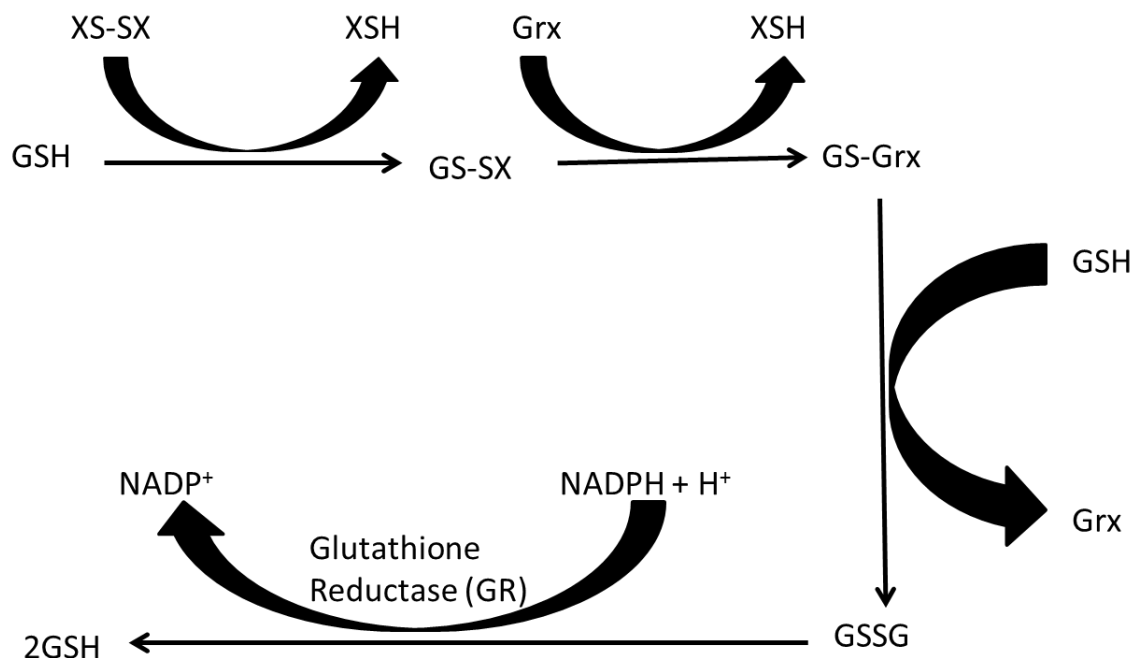 XS-SX
XSH
Grx
XSH
GSH
GS-SX
GS-Grx
GSH
NADP⁺
NADPH + H⁺
Glutathione
Reductase (GR)
Grx
2GSH
GSSG